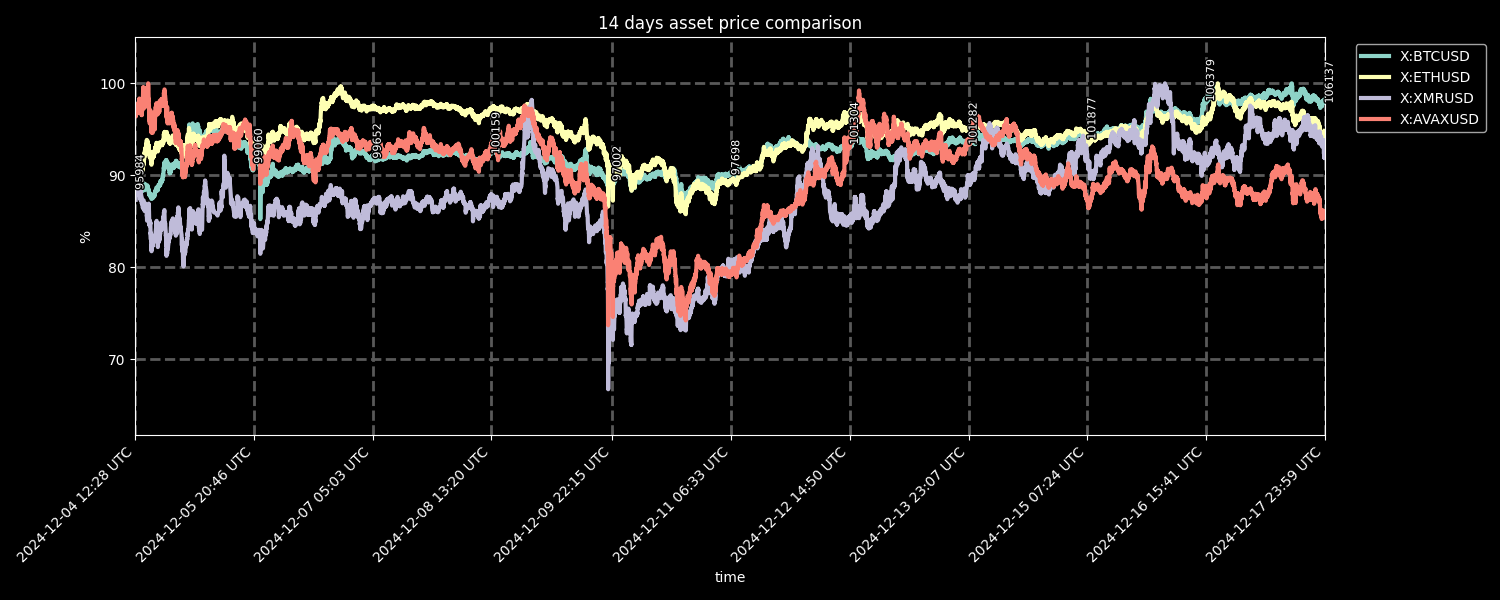 14 days asset price comparison
X:BTCUSD
X:ETHUSD
X:XMRUSD
X:AVAXUSD
100
90
80
70
%
95984
99060
99652
100159
97002
97698
101304
101282
101877
106379
106137
2024-12-04 12:28 UTC
2024-12-05 20:46 UTC
2024-12-07 05:03 UTC
2024-12-08 13:20 UTC
2024-12-09 22:15 UTC
2024-12-11 06:33 UTC
2024-12-12 14:50 UTC
2024-12-13 23:07 UTC
2024-12-15 07:24 UTC
2024-12-16 15:41 UTC
2024-12-17 23:59 UTC
time